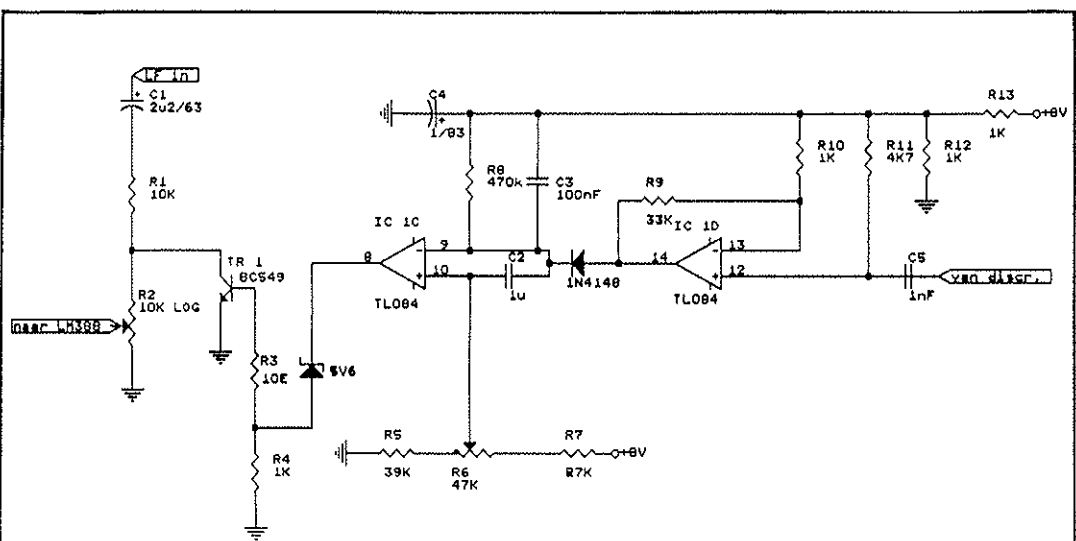 LF in
C1
2u2/63
R1
10K
TR 1
BC549
R2
10K LOG
naar LM388
R3
10E
R4
1K
5V6
C4
1/83
R8
470k
C3
100nF
IC 1C
8
9
10
TL084
C2
1u
1N4148
R9
33K
IC 1D
14
13
12
TL084
R10
1K
R11
4K7
R12
1K
R13
1K
+8V
C5
1nF
van discr.
R5
39K
R6
47K
R7
R7K
+8V